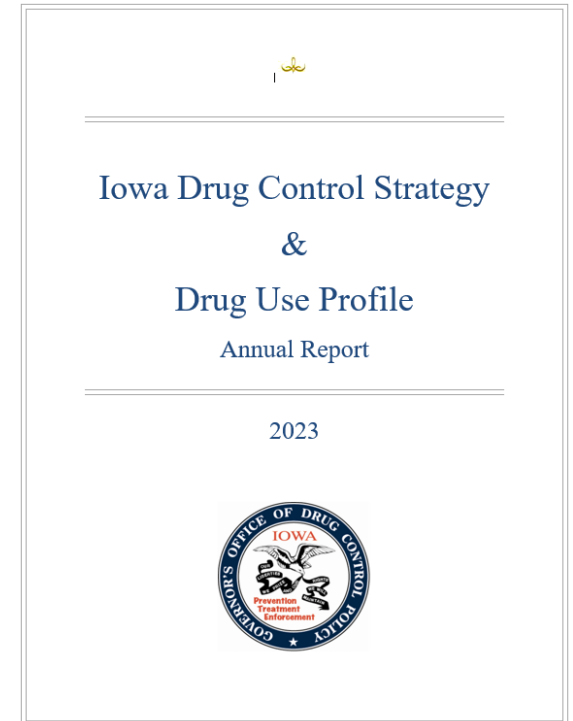 Iowa Drug Control Strategy
&
Drug Use Profile
Annual Report
2023
GOVERNOR'S OFFICE OF DRUG CONTROL POLICY
IOWA
Prevention
Treatment
Enforcement